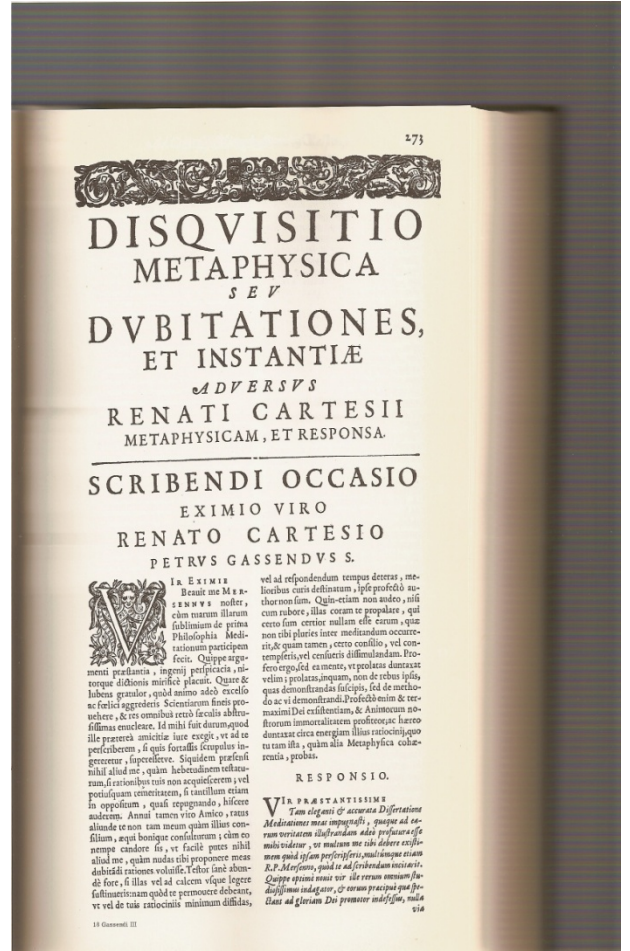 273
DISQVISITIO
METAPHYSICA
SEV
DVBITATIONES,
ET INSTANTIÆ
ADVERSVS
RENATI CARTESII
METAPHYSICAM, ET RESPONSA.
SCRIBENDI OCCASIO
EXIMIO VIRO
RENATO CARTESIO
PETRVS GASSENDVS S.
VIR EXIMIE
Beauit me MER-
SENNVS noster,
cùm tuarum illarum
sublimium de prima
Philosophia Medi-
tationum participem
fecit. Quippe argu-
menti præstantia, ingenij perspicacia, ni-
torque dictionis mirificè placuit. Quare &
lubens gratulor, quòd animo adeò excelso
ac fœlici aggrederis Scientiarum fineis pro-
uehere, & res omnibus retrò sæculis abstru-
sissimas enucleare. Id mihi fuit durum, quod
ille præterea amicitiæ iure exegit, vt ad te
perscriberem, si quis fortassis scrupulus in-
gereretur, superessetve. Siquidem præsensi
nihil aliud me, quàm hebetudinem testatu-
rum, si rationibus tuis non acquiescerem; vel
potiusquam temeritatem, si tantillum etiam
in oppositum, quasi repugnando, hiscere
auderem. Annui tamen viro Amico, ratus
aliunde te non tam meum quàm illius con-
silium, æqui bonique consulturum; cùm eo
nempe candore sis, vt facilè putes nihil
aliud me, quàm nudas tibi proponere meas
dubitādi rationes voluisse. Testor sanè abun-
dè fore, si illas vel ad calcem vsque legere
sustinueris: nam quòd te permouere debeant,
vt vel de tuis ratiociniis minimum diffidas,
vel ad respondendum tempus deteras, me-
lioribus curis destinatum, ipse profectò au-
thor non sum. Quin-etiam non audeo, nisi
cum rubore, illas coram te propalare, qui
certo sum certior nullam esse earum, quæ
non tibi pluries inter meditandum occurre-
rit, & quam tamen, certo consilio, vel con-
tempseris, vel censueris dissimulandam. Pro-
fero ergo, sed ea mente, vt prolatas duntaxat
velim; prolatas, inquam, non de rebus ipsis,
quas demonstrandas suscipis, sed de metho-
do ac vi demonstrandi. Profectò enim & ter-
maximi Dei existentiam, & Animorum no-
strorum immortalitatem profiteor; ac hæreo
duntaxat circa energiam illius ratiocinij, quo
tu tam ista, quàm alia Metaphysica cohæ-
rentia, probas.
RESPONSIO.
VIR PRÆSTANTISSIME
Tam eleganti & accurata Dissertatione
Meditationes meas impugnasti, quæque ad ea-
rum veritatem illustrandam adeò profutura esse
mihi videtur, vt multum me tibi debere existi-
mem quòd ipsam perscripseris, multúmque etiam
R.P. Mersenno, quòd te ad scribendum incitarit.
Quippe optimè nouit vir ille rerum omnium stu-
diosissimus indagator, & eorum præcipuè quæ spe-
ctant ad gloriam Dei promotor indefessus, nulla
via
18 Gassendi III